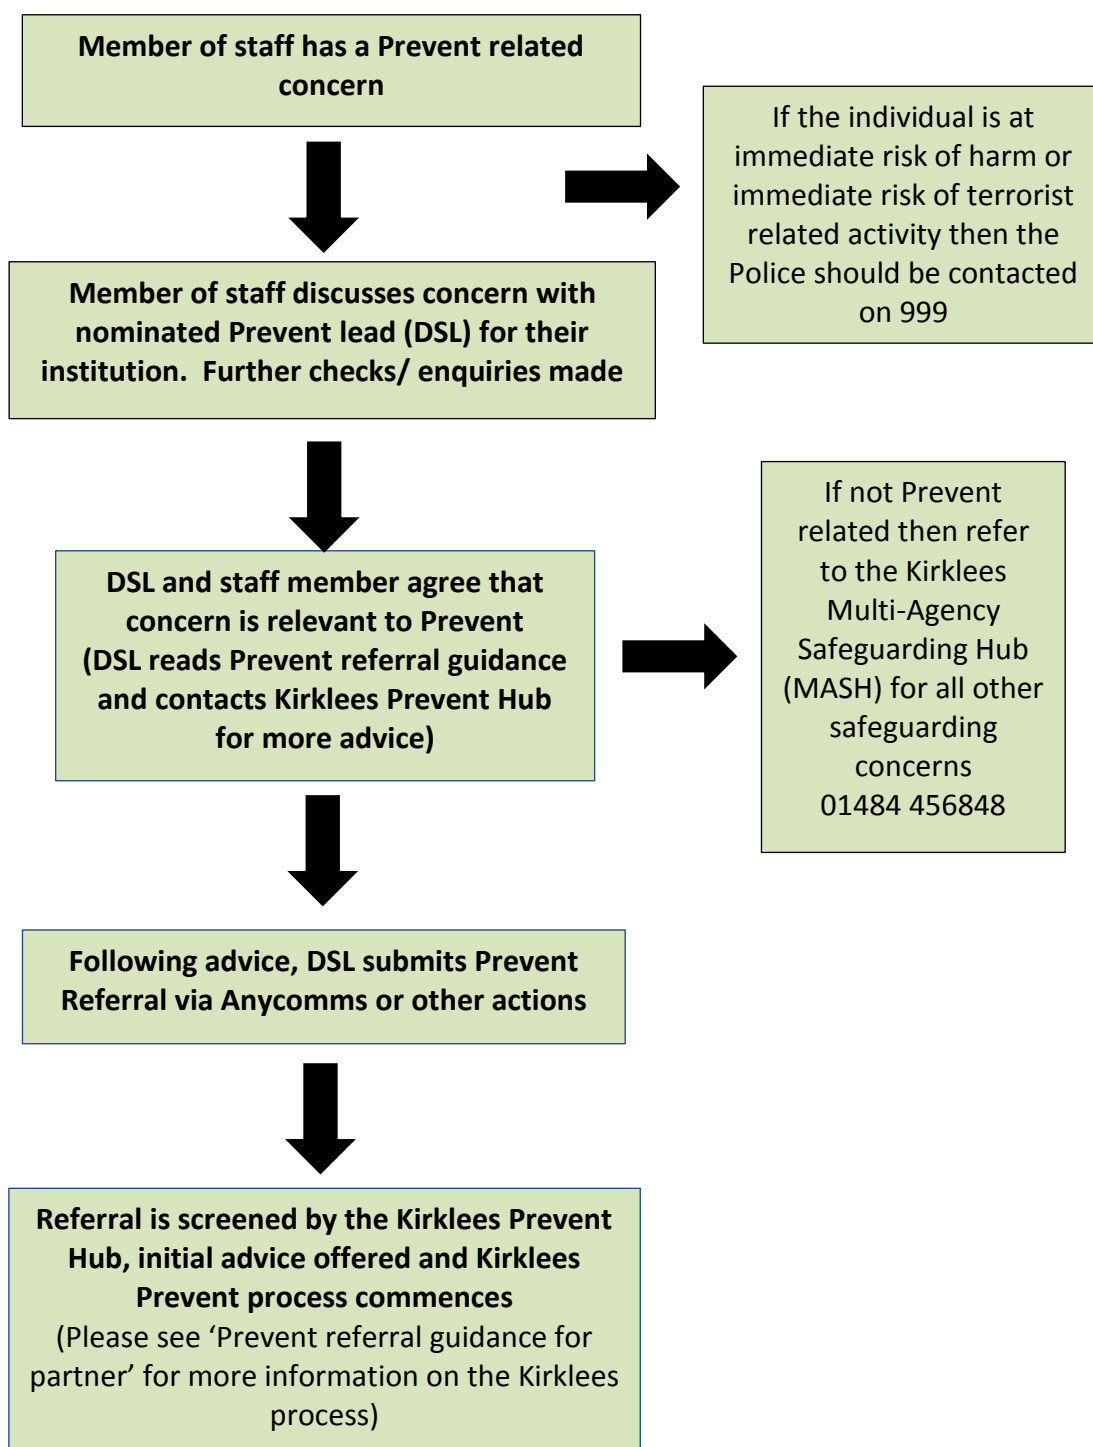 Member of staff has a Prevent related
concern
If the individual is at
immediate risk of harm or
immediate risk of terrorist
related activity then the
Police should be contacted
on 999
Member of staff discusses concern with
nominated Prevent lead (DSL) for their
institution.  Further checks/ enquiries made
DSL and staff member agree that
concern is relevant to Prevent
(DSL reads Prevent referral guidance
and contacts Kirklees Prevent Hub
for more advice)
If not Prevent
related then refer
to the Kirklees
Multi-Agency
Safeguarding Hub
(MASH) for all other
safeguarding
concerns
01484 456848
Following advice, DSL submits Prevent
Referral via Anycomms or other actions
Referral is screened by the Kirklees Prevent
Hub, initial advice offered and Kirklees
Prevent process commences
(Please see ‘Prevent referral guidance for
partner’ for more information on the Kirklees
process)